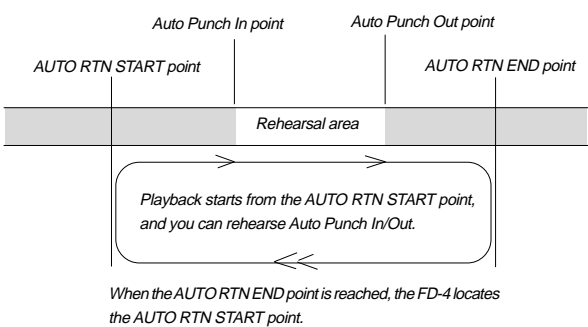 Auto Punch In point
Auto Punch Out point
AUTO RTN START point
AUTO RTN END point
Rehearsal area
Playback starts from the AUTO RTN START point,
and you can rehearse Auto Punch In/Out.
When the AUTO RTN END point is reached, the FD-4 locates
the AUTO RTN START point.